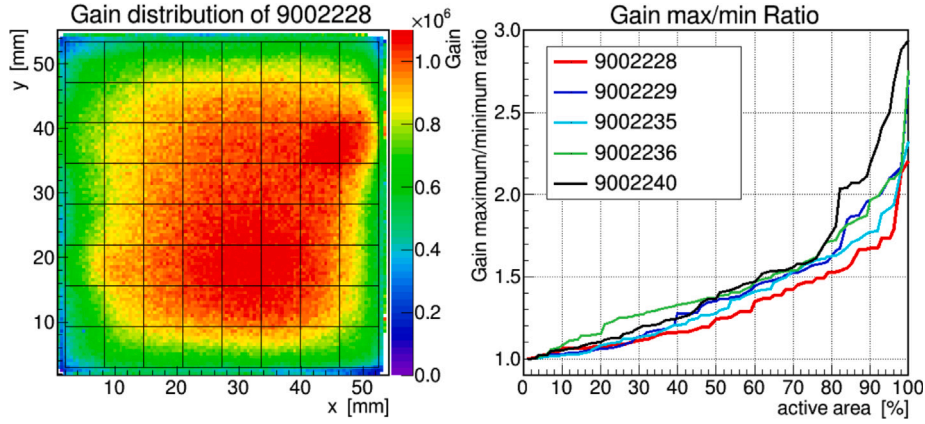 Gain distribution of 9002228
×10⁶
y [mm]
50
40
30
20
10
10 20 30 40 50
x [mm]
Gain
1.0
0.8
0.6
0.4
0.2
0.0
Gain max/min Ratio
Gain maximum/minimum ratio
3.0
2.5
2.0
1.5
1.0
9002228
9002229
9002235
9002236
9002240
0 10 20 30 40 50 60 70 80 90 100
active area [%]